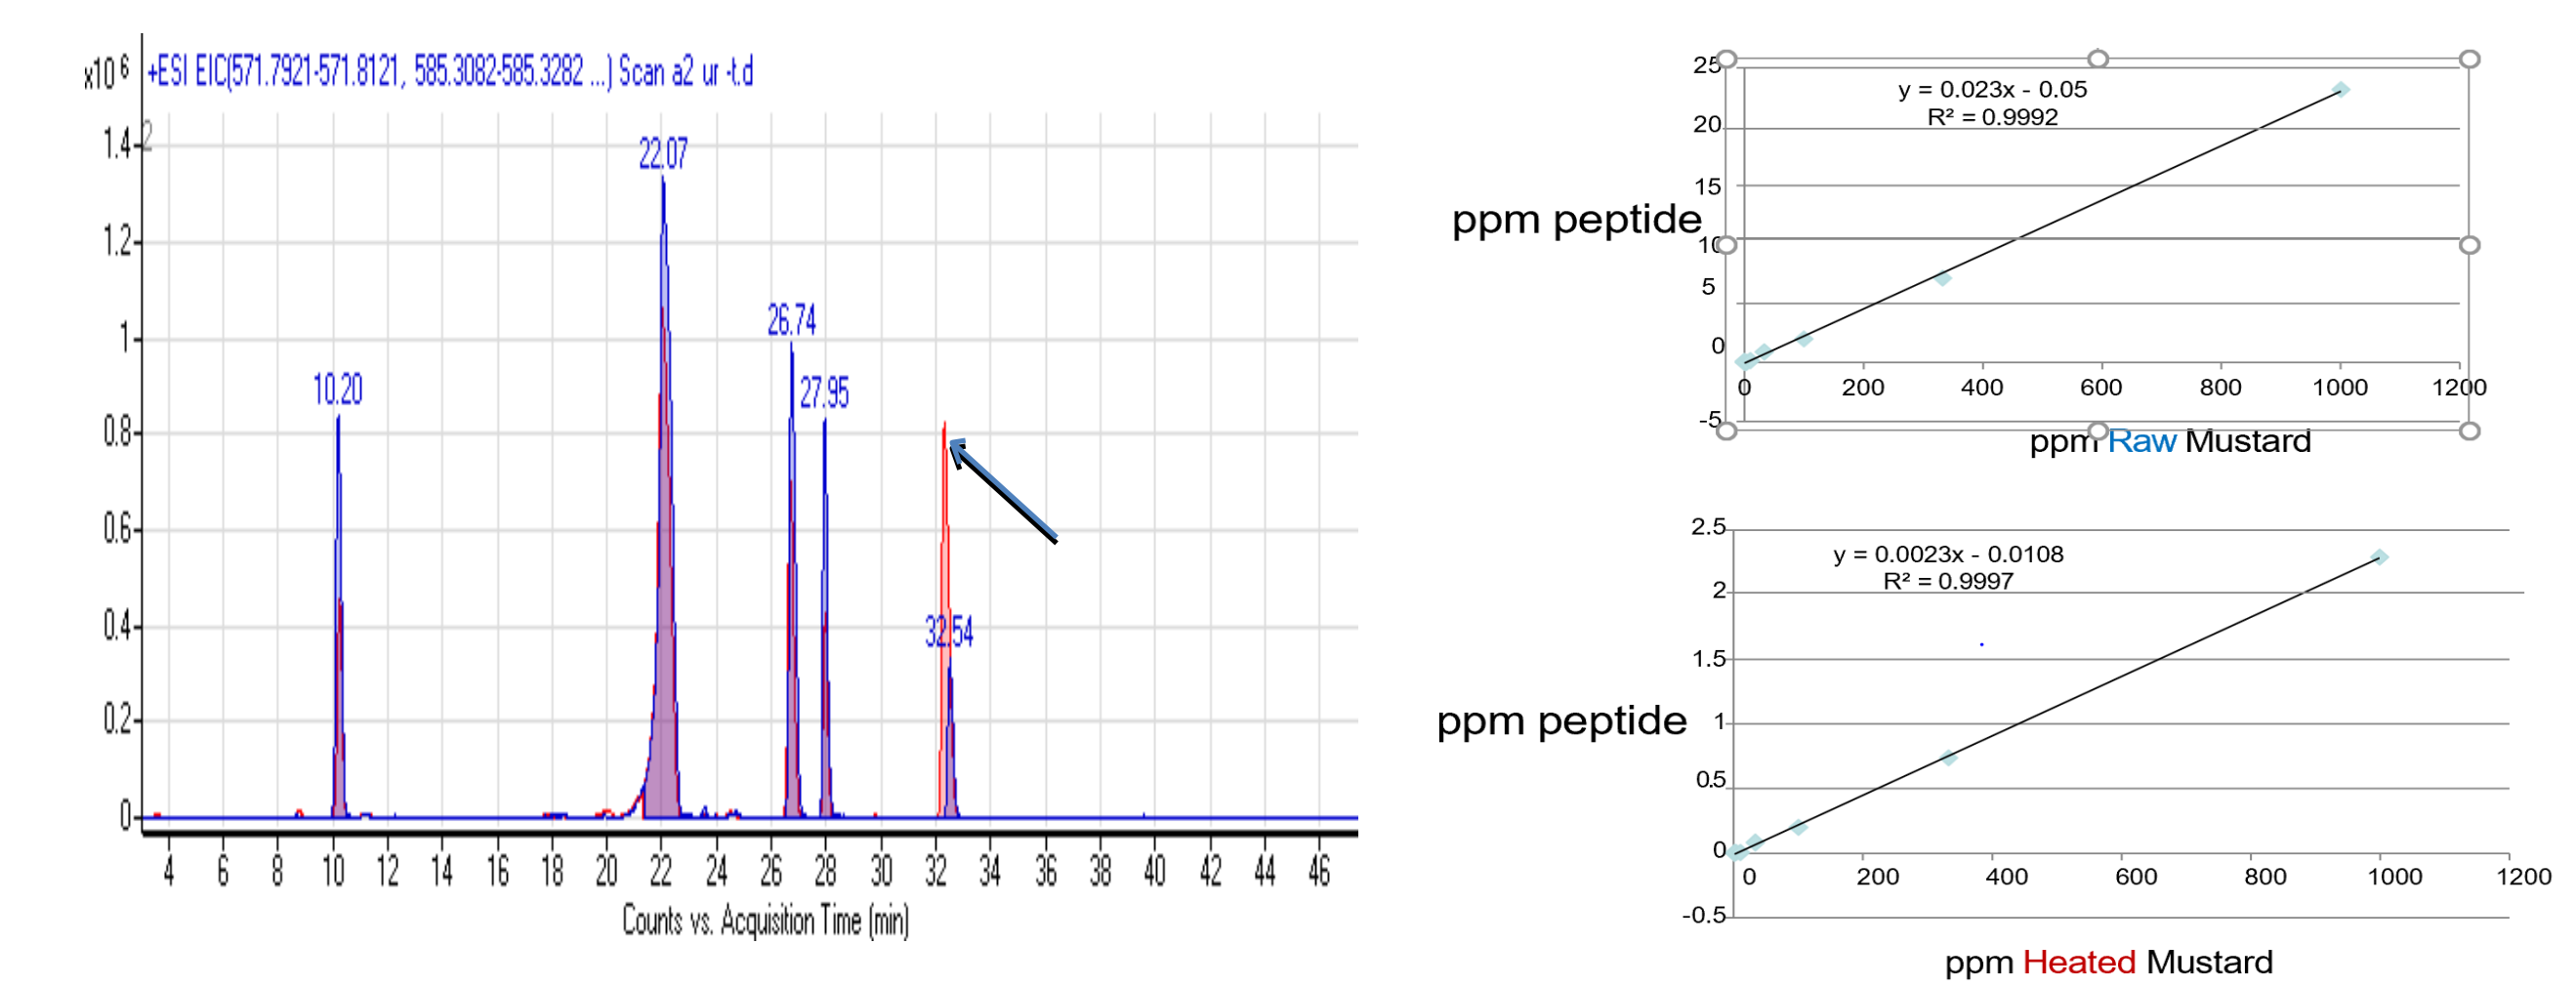 x10 6
+ESI EIC(571.7921-571.8121, 585.3082-585.3282 ...) Scan a2 ur -t.d
2
1.4
1.2
1
0.8
0.6
0.4
0.2
0
10.20
22.07
26.74
27.95
32.54
4 6 8 10 12 14 16 18 20 22 24 26 28 30 32 34 36 38 40 42 44 46
Counts vs. Acquisition Time (min)
25
20
15
10
5
0
-5
y = 0.023x - 0.05
R² = 0.9992
ppm peptide
0 200 400 600 800 1000 1200
ppm Raw Mustard
2.5
2
1.5
1
0.5
0
-0.5
y = 0.0023x - 0.0108
R² = 0.9997
ppm peptide
0 200 400 600 800 1000 1200
ppm Heated Mustard